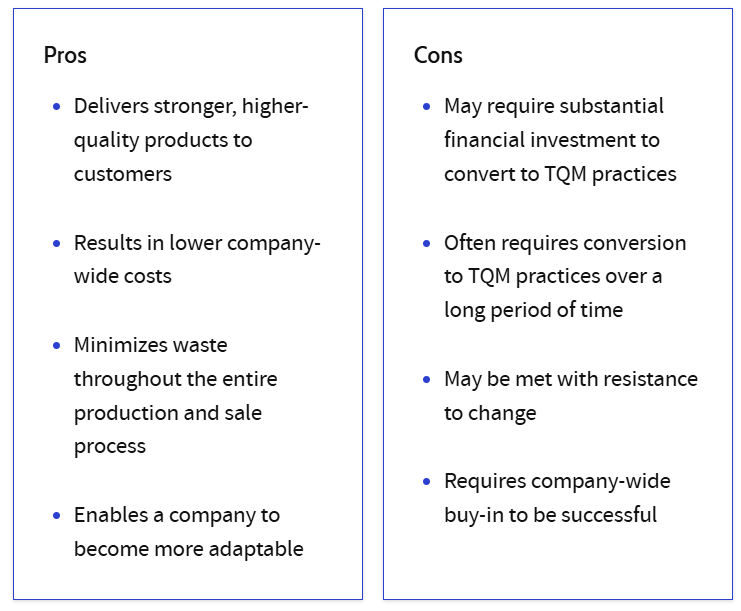 Pros
Delivers stronger, higher-
quality products to
customers
Results in lower company-
wide costs
Minimizes waste
throughout the entire
production and sale
process
Enables a company to
become more adaptable
Cons
May require substantial
financial investment to
convert to TQM practices
Often requires conversion
to TQM practices over a
long period of time
May be met with resistance
to change
Requires company-wide
buy-in to be successful